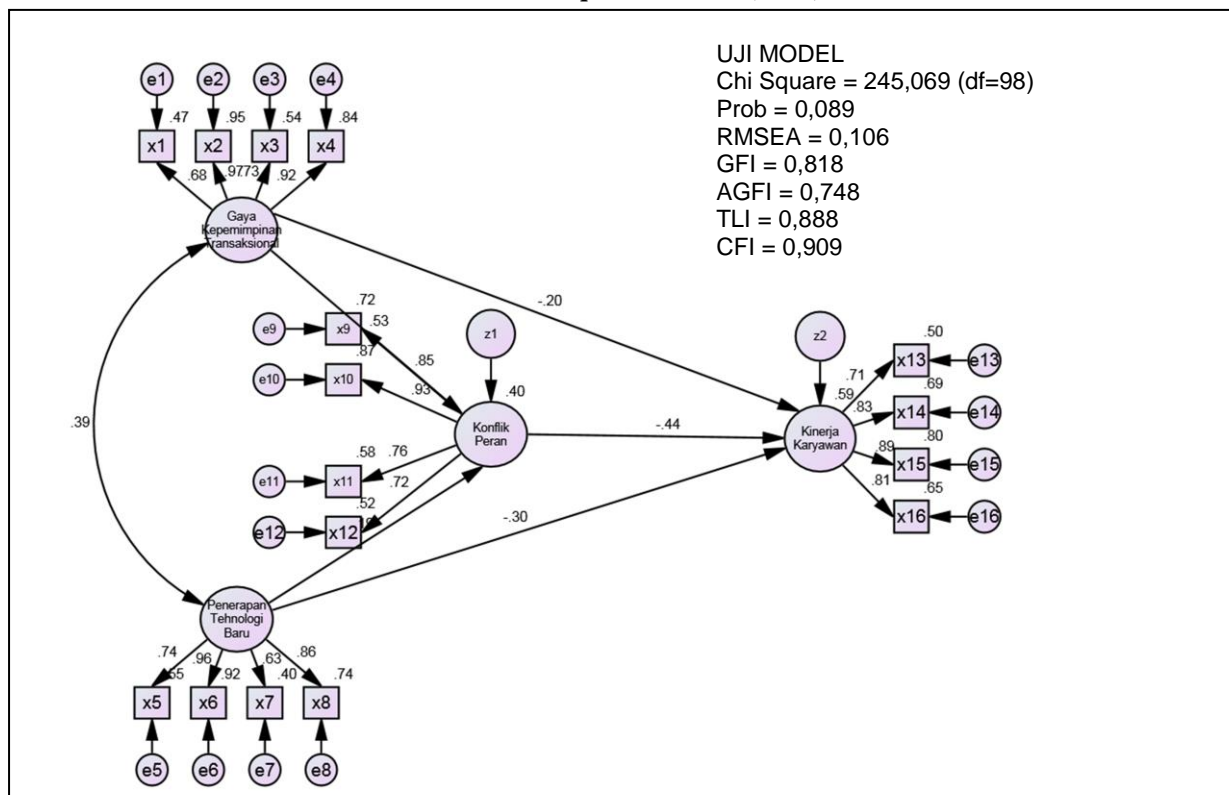 UJI MODEL
Chi Square = 245,069 (df=98)
Prob = 0,089
RMSEA = 0,106
GFI = 0,818
AGFI = 0,748
TLI = 0,888
CFI = 0,909
e1 e2 e3 e4
.47 .95 .54 .84
x1 x2 x3 x4
.68 .97 .73 .92
Gaya
Kepemimpinan
Transaksional
-.20
.72
e9 x9 .53
z1
z2
.87
.85
e10 x10
.93
.40
.50
x13 e13
.71
.59
.69
.83
x14 e14
.39
Konflik
Peran
-.44
Kinerja
Karyawan
.80
.89
x15 e15
.58 .76
e11 x11
.72
.81
.65
x16 e16
.52
e12 x12
-.30
Penerapan
Tehnologi
Baru
.74 .96 .63 .86
.55 .92 .40 .74
x5 x6 x7 x8
e5 e6 e7 e8